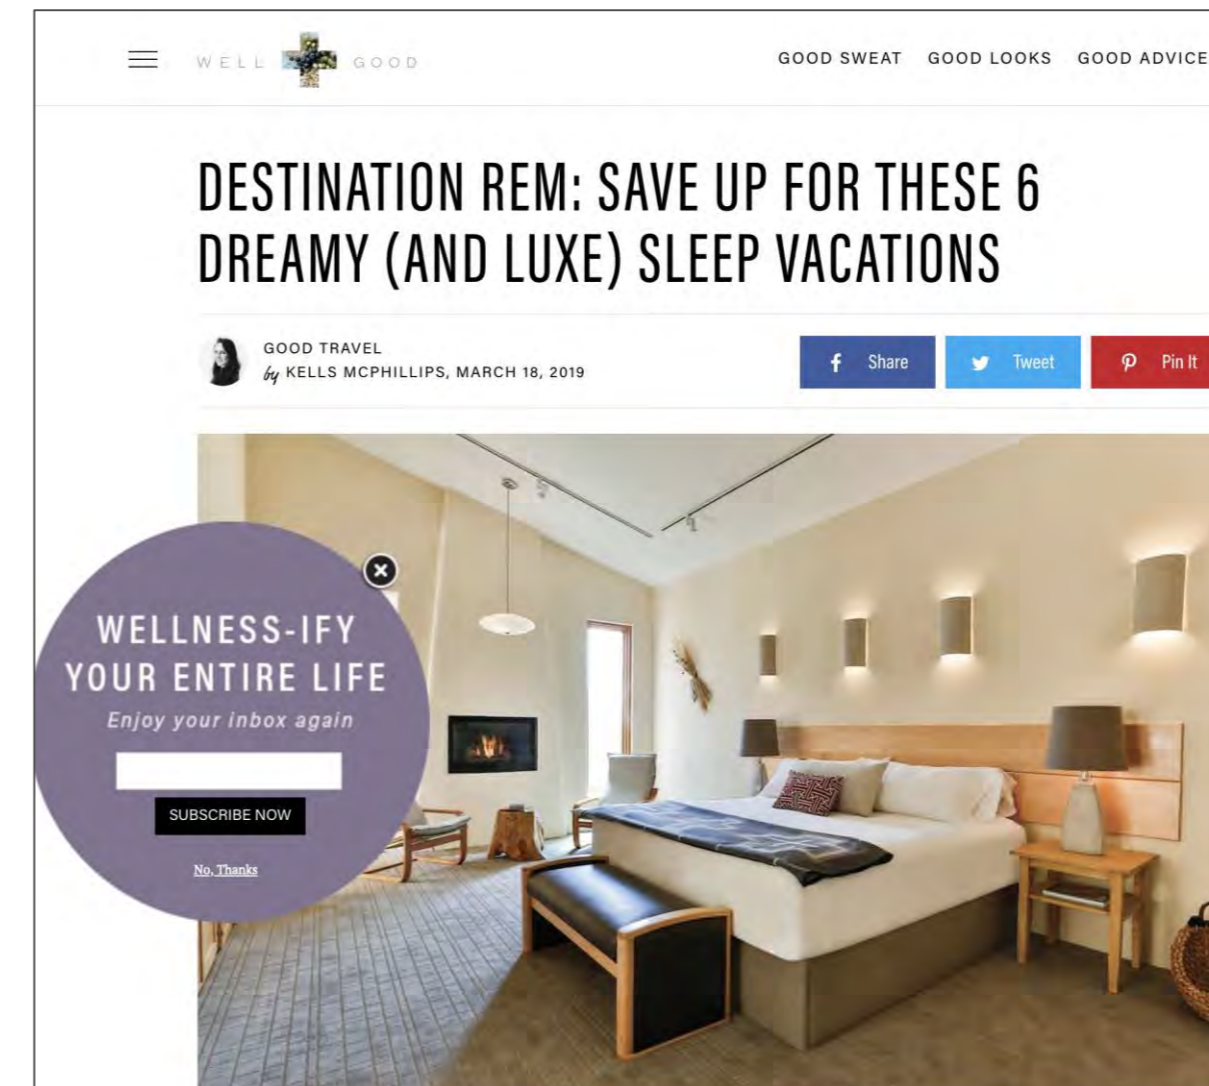 WELL GOOD
GOOD SWEAT GOOD LOOKS GOOD ADVICE
DESTINATION REM: SAVE UP FOR THESE 6
DREAMY (AND LUXE) SLEEP VACATIONS
GOOD TRAVEL
by KELLS MCPHILLIPS, MARCH 18, 2019
Share
Tweet
Pin It
WELLNESS-IFY
YOUR ENTIRE LIFE
Enjoy your inbox again
SUBSCRIBE NOW
No, Thanks